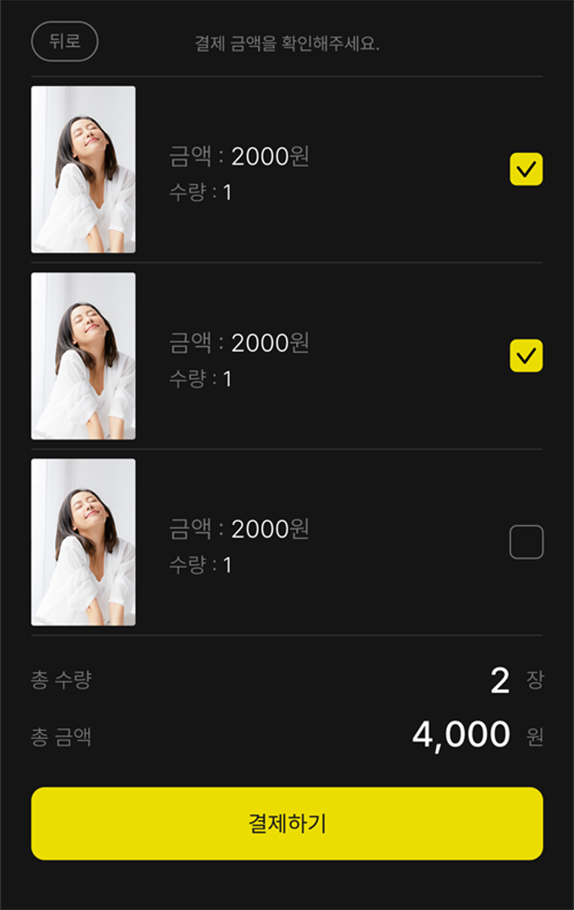 뒤로
결제 금액을 확인해주세요.
금액 : 2000원
수량 : 1
금액 : 2000원
수량 : 1
금액 : 2000원
수량 : 1
총 수량 2 장
총 금액 4,000 원
결제하기